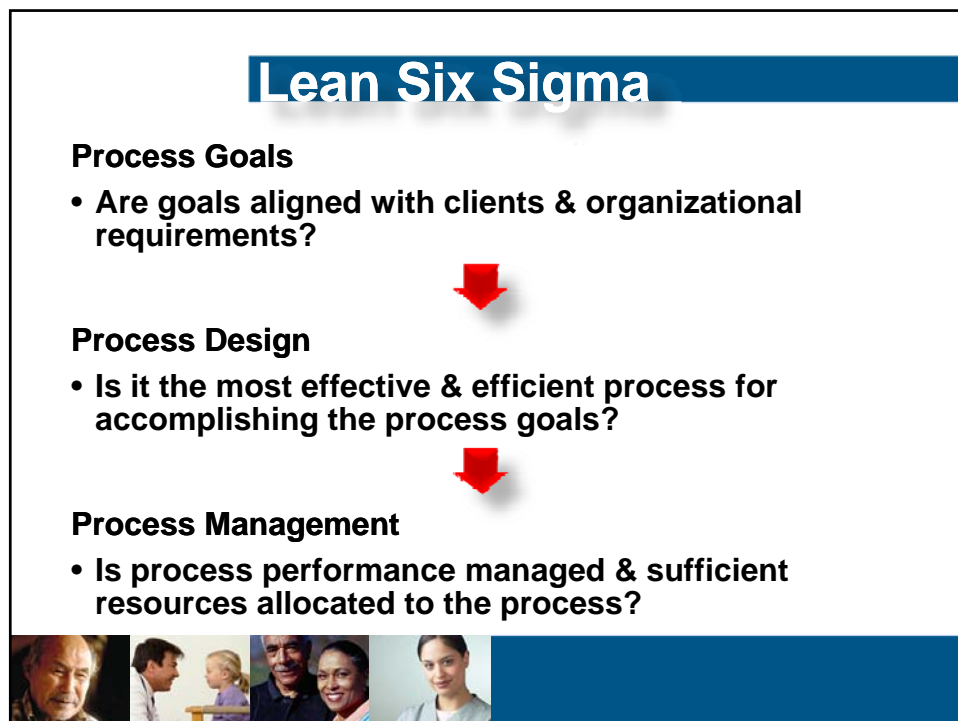 Lean Six Sigma
Process Goals
• Are goals aligned with clients & organizational
requirements?
Process Design
• Is it the most effective & efficient process for
accomplishing the process goals?
Process Management
• Is process performance managed & sufficient
resources allocated to the process?